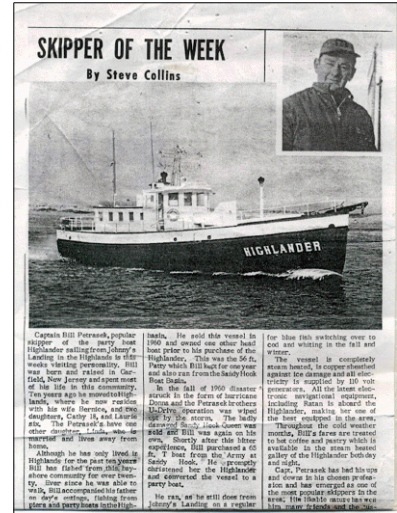 SKIPPER OF THE WEEK
By Steve Collins
HIGHLANDER
Captain Bill Petrasek, popular
skipper of the party boat
Highlander sailing from Johnny's
Landing in the Highlands is this
weeks visiting personality. Bill
was born and raised in Gar-
field, New Jersey and spent most
of his life in this community.
Ten years ago he moved to High-
lands, where he now resides
with his wife Bernice, and two
daughters, Cathy 18, and Laurie
six. The Petrasek's have one
other daughter, Linda, who is
married and lives away from
home.
Although he has only lived in
Highlands for the past ten years
Bill has fished from this bay-
shore community for over twen-
ty. Ever since he was able to
walk, Bill accompanied his father
on day's outings, fishing from
piers and party boats in the High-
basin. He sold this vessel in
1960 and owned one other head
boat prior to his purchase of the
Highlander. This was the 56 ft.
Patty which Bill kept for one year
and also ran from the Sandy Hook
Boat Basin.
In the fall of 1960 disaster
struck in the form of hurricane
Donna and the Petrasek brothers
U-Drive operation was wiped
out by the storm. The badly
damaged Sandy Hook Queen was
sold and Bill was again on his
own. Shortly after this bitter
experience, Bill purchased a 65
ft. T boat from the Army at
Sandy Hook. He promptly
christened her the Highlander
and converted the vessel to a
party boat.
He ran, as he still does from
Johnny's Landing on a regular
for blue fish switching over to
cod and whiting in the fall and
winter.
The vessel is completely
steam heated, is copper sheathed
against ice damage and all elec-
tricity is supplied by 110 volt
generators. All the latest elec-
tronic navigational equipment,
including Radar is aboard the
Highlander, making her one of
the best equipped in the area.
Throughout the cold weather
months, Bill's fares are treated
to hot coffee and pastry which is
available in the steam heated
galley of the Highlander both day
and night.
Capt. Petrasek has had his ups
and downs in his chosen profes-
sion and has emerged as one of
the most popular skippers in the
area. His likable nature has won
him many friends and the